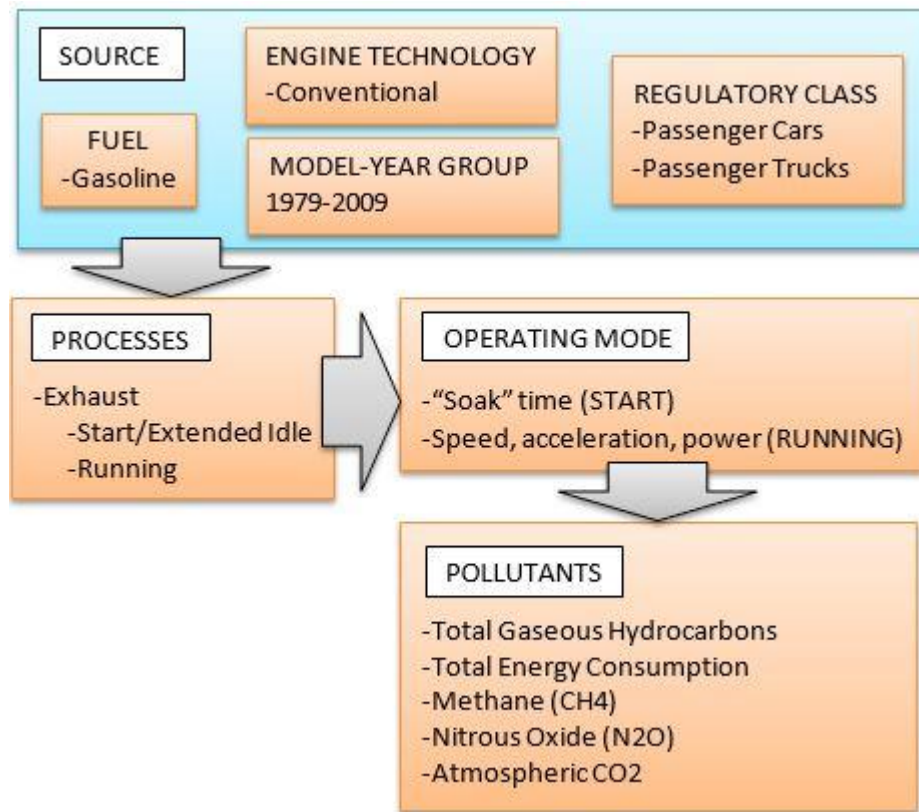 SOURCE
ENGINE TECHNOLOGY
-Conventional
REGULATORY CLASS
-Passenger Cars
-Passenger Trucks
FUEL
-Gasoline
MODEL-YEAR GROUP
1979-2009
PROCESSES
-Exhaust
-Start/Extended Idle
-Running
OPERATING MODE
-“Soak” time (START)
-Speed, acceleration, power (RUNNING)
POLLUTANTS
-Total Gaseous Hydrocarbons
-Total Energy Consumption
-Methane (CH4)
-Nitrous Oxide (N2O)
-Atmospheric CO2